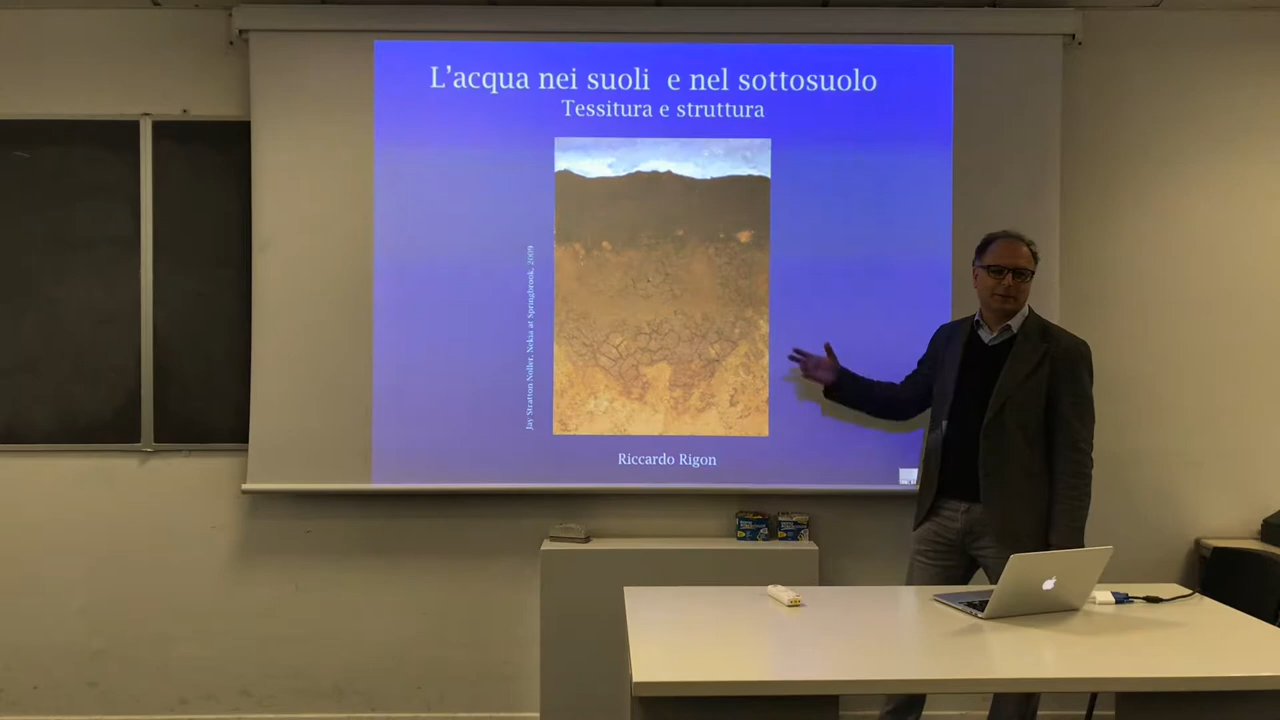 L'acqua nei suoli e nel sottosuolo
Tessitura e struttura
Jay Stratton Noller, Nekia at Springbrook, 2009
Riccardo Rigon